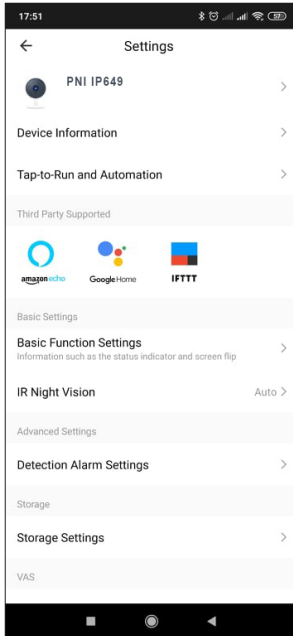 17:51
57
Settings
PNI IP649
Device Information
Tap-to-Run and Automation
Third Party Supported
amazon echo
Google Home
IFTTT
Basic Settings
Basic Function Settings
Information such as the status indicator and screen flip
IR Night Vision
Auto
Advanced Settings
Detection Alarm Settings
Storage
Storage Settings
VAS